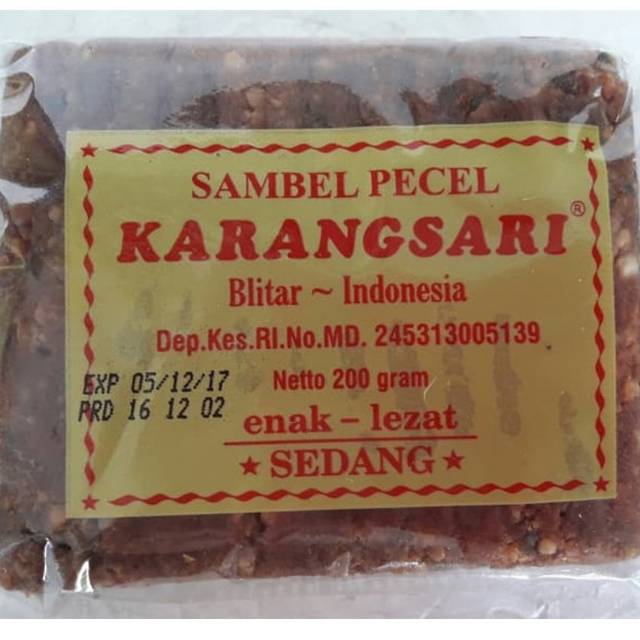 SAMBEL PECEL
KARANGSARI ®
Blitar ~ Indonesia
Dep.Kes.RI.No.MD. 245313005139
Netto 200 gram
EXP 05/12/17
PRD 16 12 02
enak – lezat
★ SEDANG ★